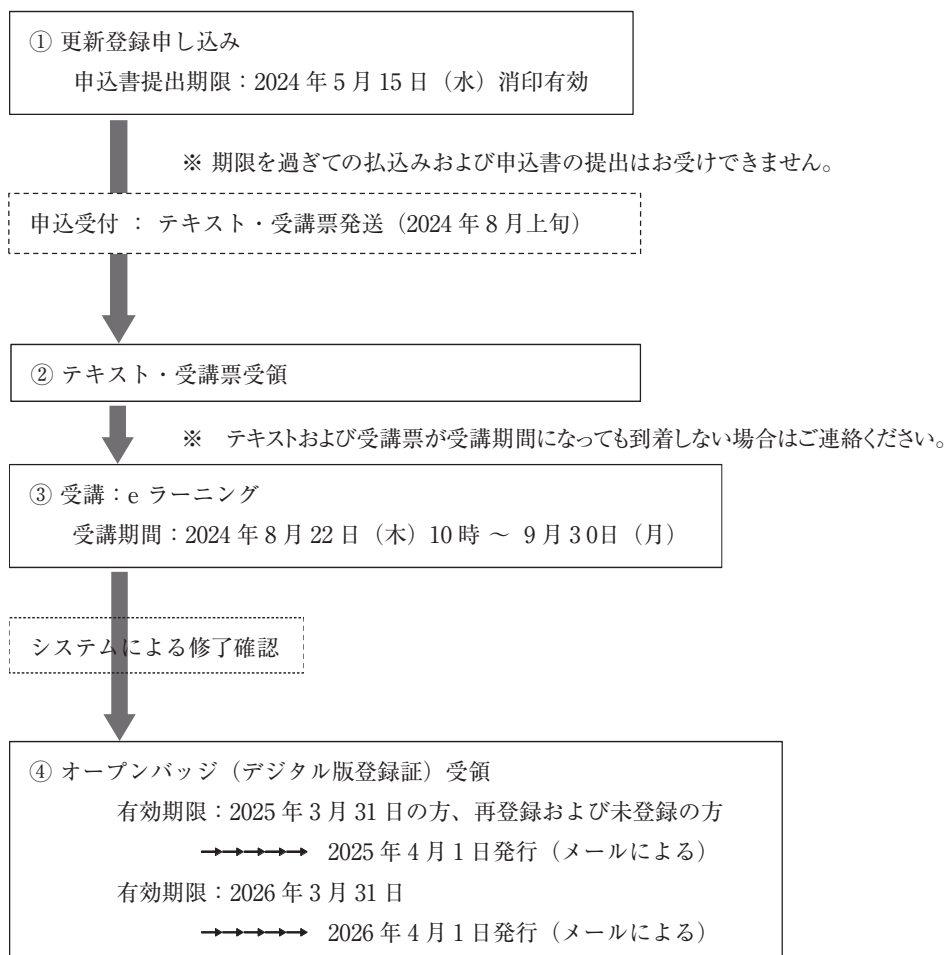 ① 更新登録申し込み
申込書提出期限：2024 年 5 月 15 日（水）消印有効
※ 期限を過ぎての払込みおよび申込書の提出はお受けできません。
申込受付 ： テキスト・受講票発送（2024 年 8 月上旬）
② テキスト・受講票受領
※　テキストおよび受講票が受講期間になっても到着しない場合はご連絡ください。
③ 受講：e ラーニング
受講期間：2024 年 8 月 22 日（木）10 時 ～ 9 月 3 0日（月）
システムによる修了確認
④ オープンバッジ（デジタル版登録証）受領
有効期限：2025 年 3 月 31 日の方、再登録および未登録の方
2025 年 4 月 1 日発行（メールによる）
有効期限：2026 年 3 月 31 日
2026 年 4 月 1 日発行（メールによる）